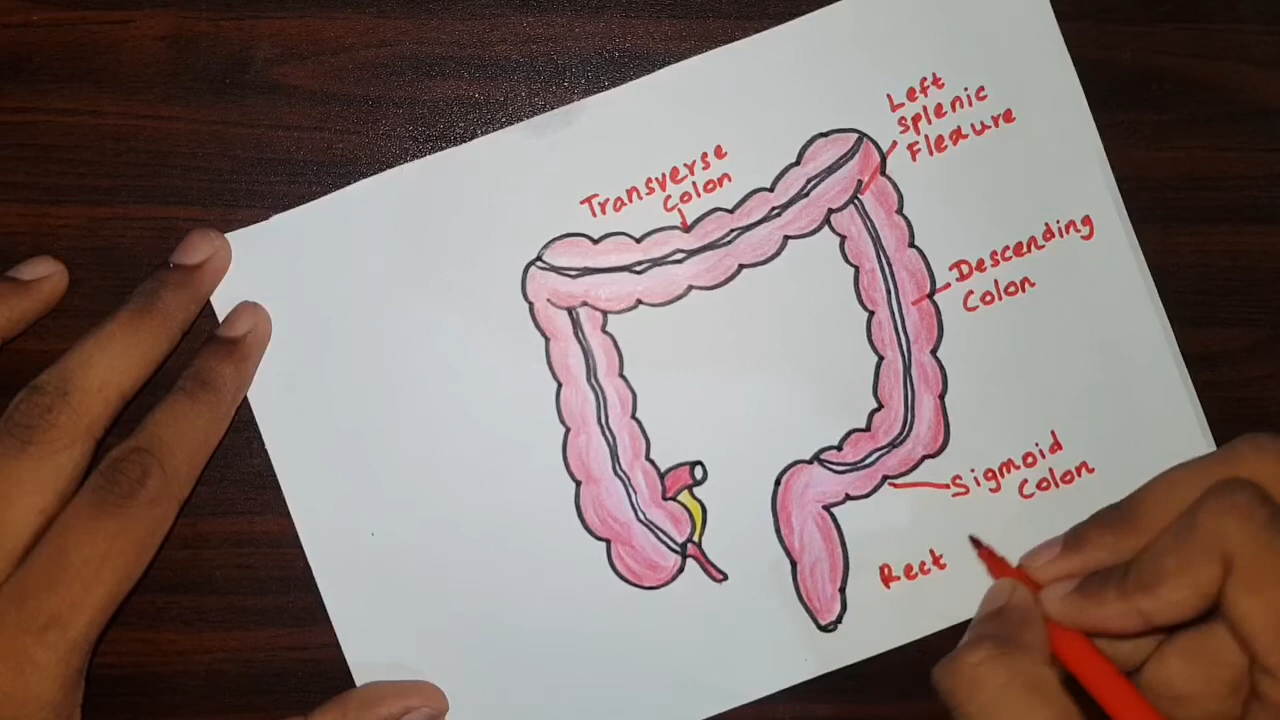 Left
splenic
Flexure
Transverse
colon
Descending
colon
Sigmoid
colon
Rect